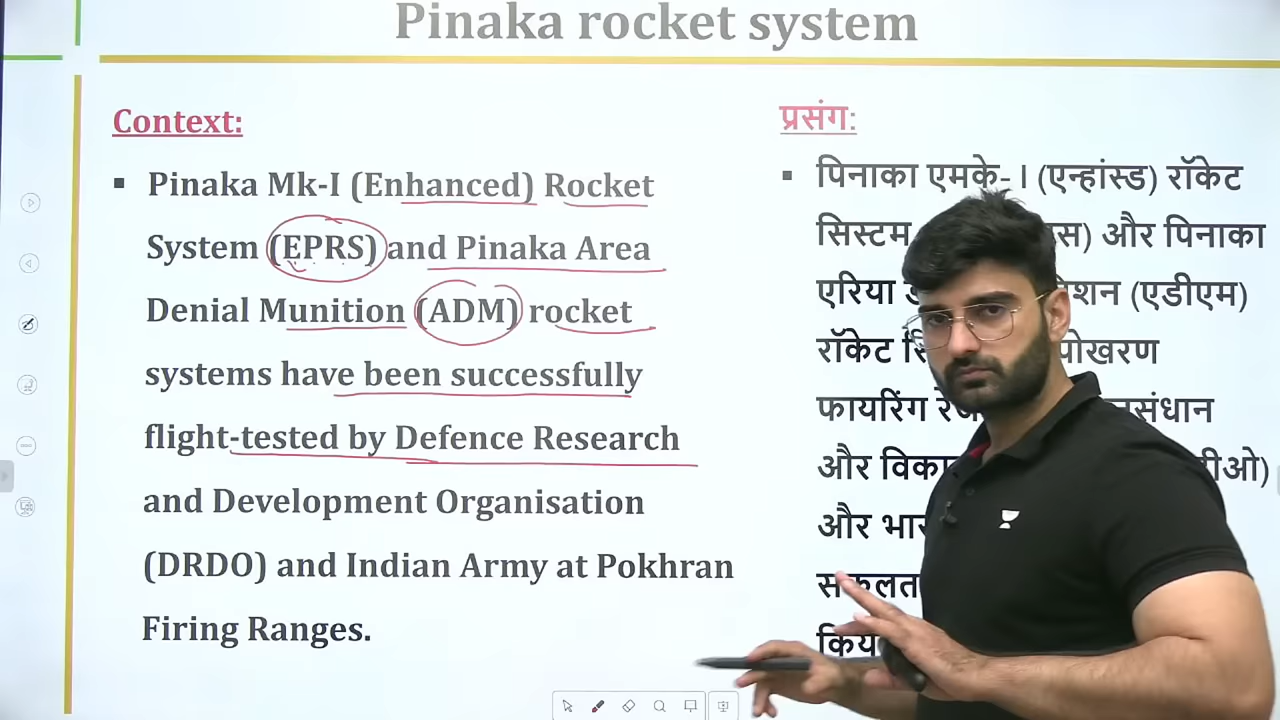 Pinaka rocket system
Context:
▪ Pinaka Mk-I (Enhanced) Rocket
System (EPRS) and Pinaka Area
Denial Munition (ADM) rocket
systems have been successfully
flight-tested by Defence Research
and Development Organisation
(DRDO) and Indian Army at Pokhran
Firing Ranges.
प्रसंग:
▪ पिनाका एमके- I (एन्हांस्ड) रॉकेट
सिस्टम और पिनाका
एरिया (एडीएम)
रॉकेट पोखरण
फायरिंग
और
और